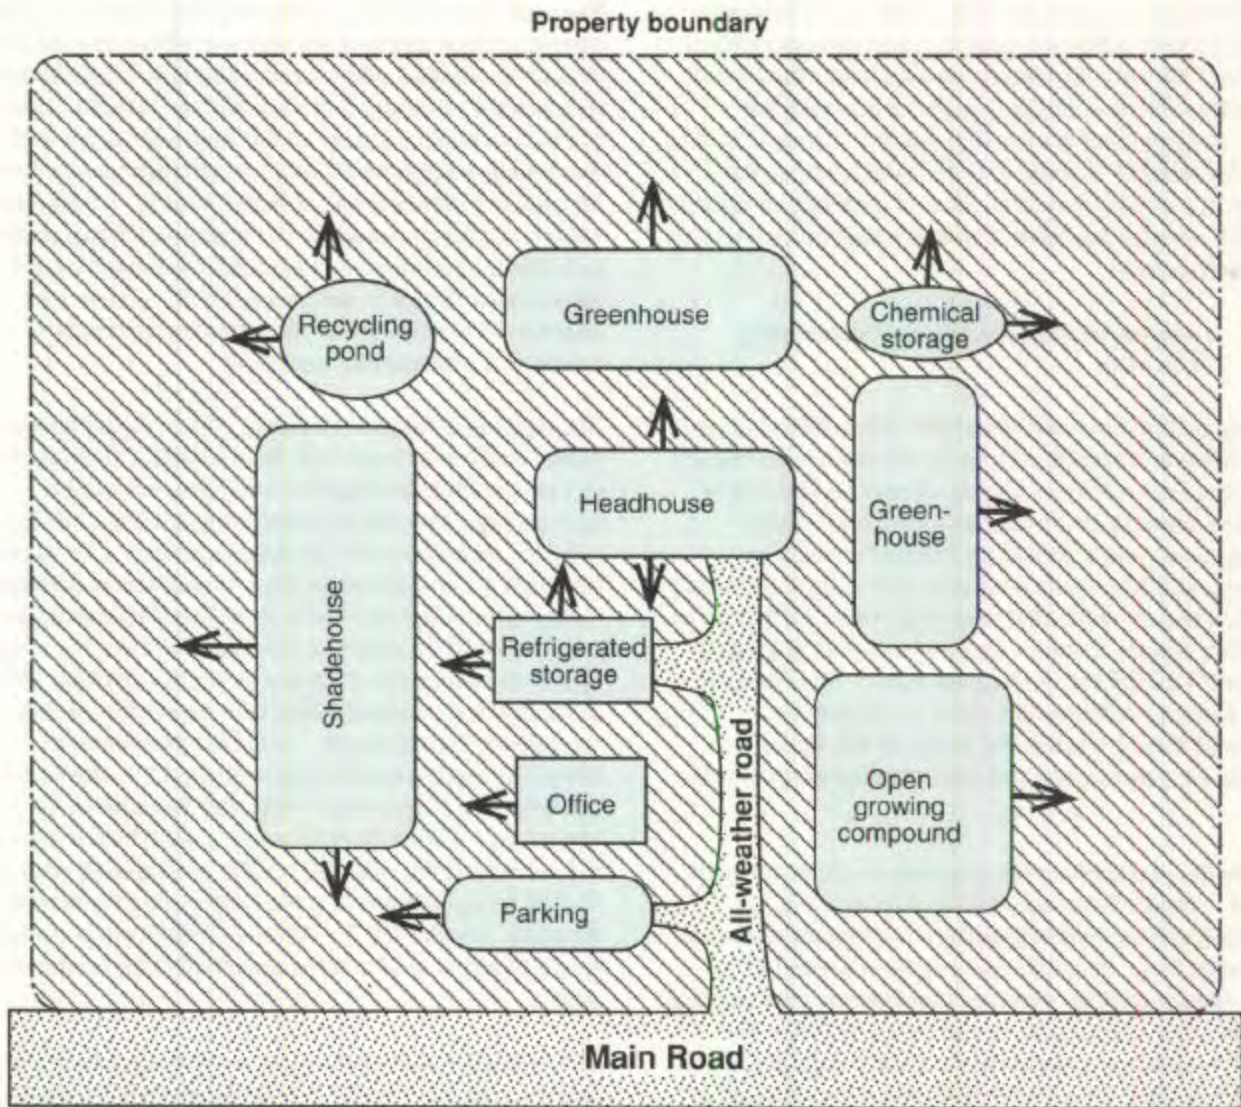 Property boundary
Recycling
pond
Greenhouse
Chemical
storage
Headhouse
Green-
house
Shadehouse
Refrigerated
storage
Office
Open
growing
compound
Parking
All-weather road
Main Road